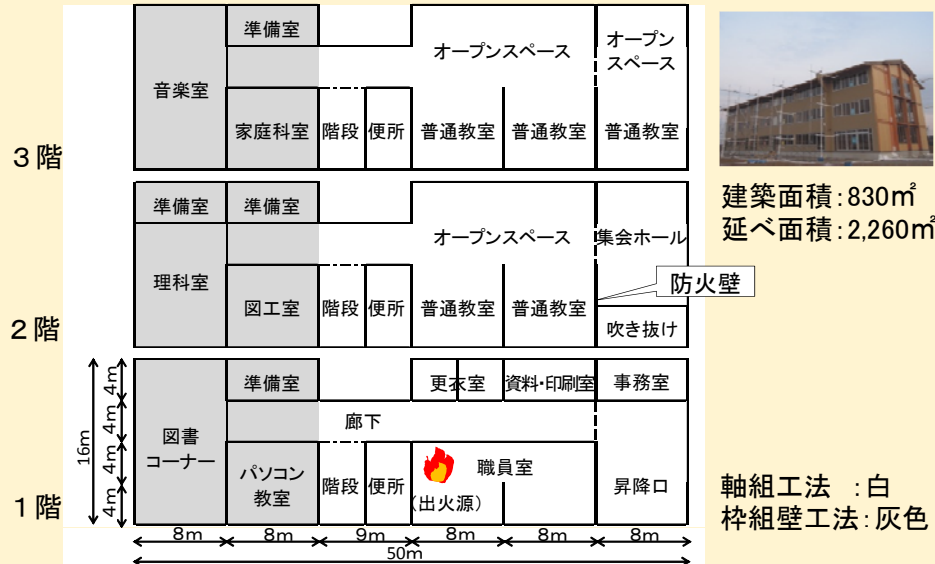 準備室
オープンスペース
オープン
スペース
音楽室
家庭科室
階段
便所
普通教室
普通教室
普通教室
3階
準備室
準備室
オープンスペース
集会ホール
理科室
防火壁
図工室
階段
便所
普通教室
普通教室
吹き抜け
2階
準備室
更衣室
資料・印刷室
事務室
廊下
図書
コーナー
パソコン
教室
階段
便所
職員室
(出火源)
昇降口
1階
16m
4m
4m
4m
4m
8m
8m
9m
8m
8m
8m
50m
建築面積:830㎡
延べ面積:2,260㎡
軸組工法 :白
枠組壁工法:灰色